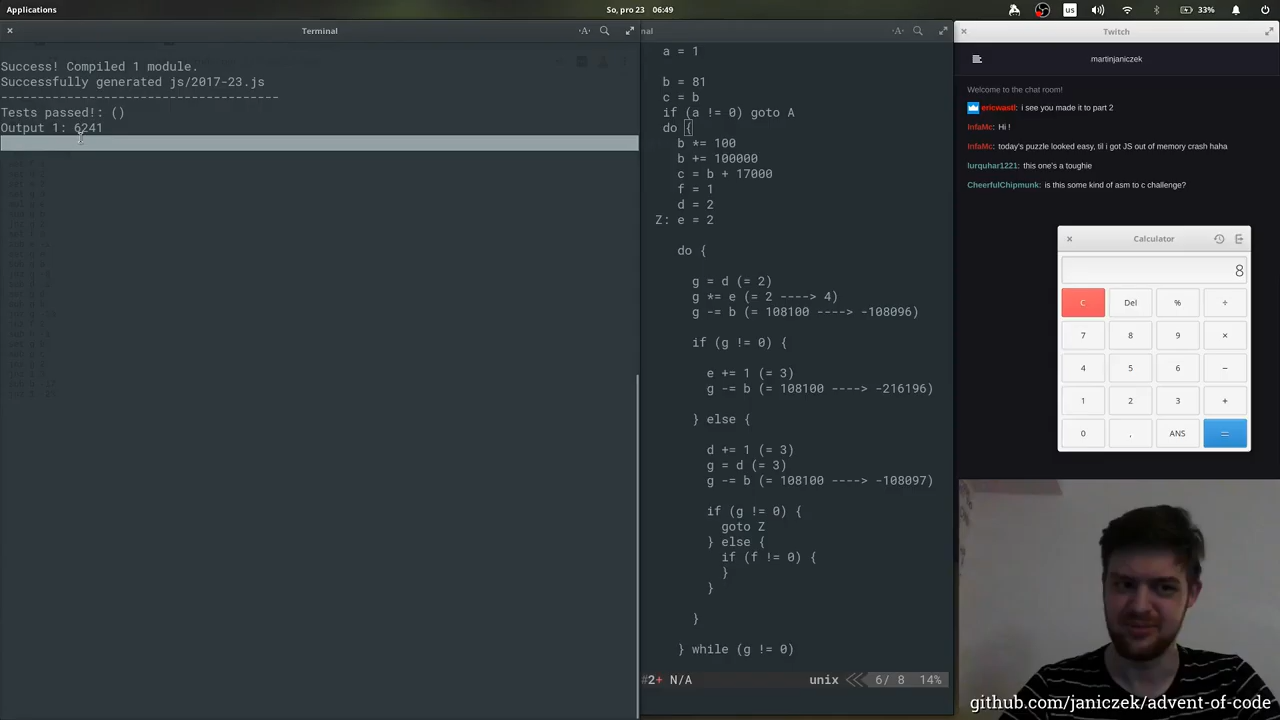 Applications
So, pro 23 06:49
us
33%
Terminal
Success! Compiled 1 module.
Successfully generated js/2017-23.js
------------------------------------
Tests passed!: ()
Output 1: 6241
nal
a = 1
b = 81
c = b
if (a != 0) goto A
do {
b *= 100
b += 100000
c = b + 17000
f = 1
d = 2
Z: e = 2
do {
g = d (= 2)
g *= e (= 2 ----> 4)
g -= b (= 108100 ----> -108096)
if (g != 0) {
e += 1 (= 3)
g -= b (= 108100 ----> -216196)
} else {
d += 1 (= 3)
g = d (= 3)
g -= b (= 108100 ----> -108097)
if (g != 0) {
goto Z
} else {
if (f != 0) {
}
}
}
} while (g != 0)
#2+ N/A
unix
6/ 8 14%
Twitch
martinjaniczek
Welcome to the chat room!
ericwastl: i see you made it to part 2
InfaMc: Hi !
InfaMc: today's puzzle looked easy, til i got JS out of memory crash haha
lurquhar1221: this one's a toughie
CheerfulChipmunk: is this some kind of asm to c challenge?
Calculator
8
C Del % ÷
7 8 9 ×
4 5 6 −
1 2 3 +
0 , ANS =
github.com/janiczek/advent-of-code